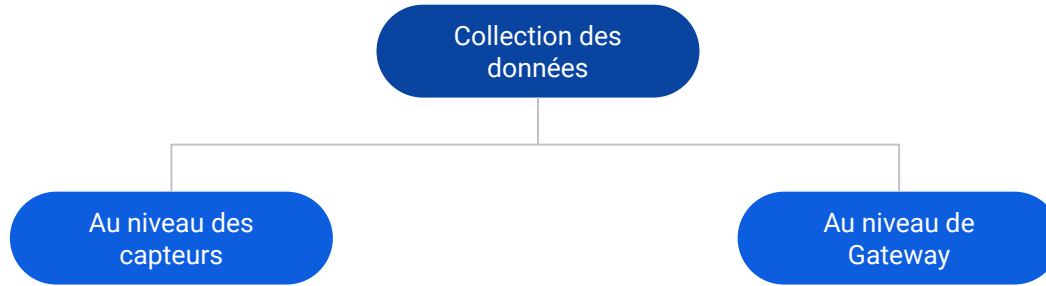 Collection des
données
Au niveau des
capteurs
Au niveau de
Gateway